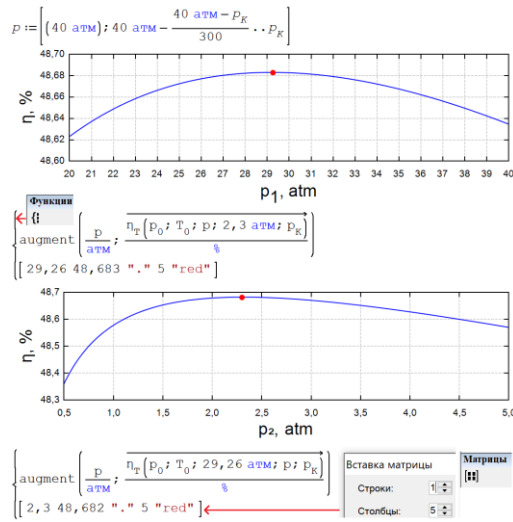 p := [(40 атм); 40 атм - (40 атм - p_K)/300 .. p_K]
48,70
48,68
48,66
48,64
48,62
48,60
η, %
20 21 22 23 24 25 26 27 28 29 30 31 32 33 34 35 36 37 38 39 40
p₁, atm
Функции
{⁞
augment(p/атм; η_T(p_0; T_0; p; 2,3 атм; p_K)/%)
[29,26 48,683 "." 5 "red"]
48,7
48,6
48,5
48,4
48,3
η, %
0,5 1,0 1,5 2,0 2,5 3,0 3,5 4,0 4,5 5,0
p₂, atm
augment(p/атм; η_T(p_0; T_0; 29,26 атм; p; p_K)/%)
[2,3 48,682 "." 5 "red"]
Вставка матрицы
Строки: 1
Столбцы: 5
Матрицы